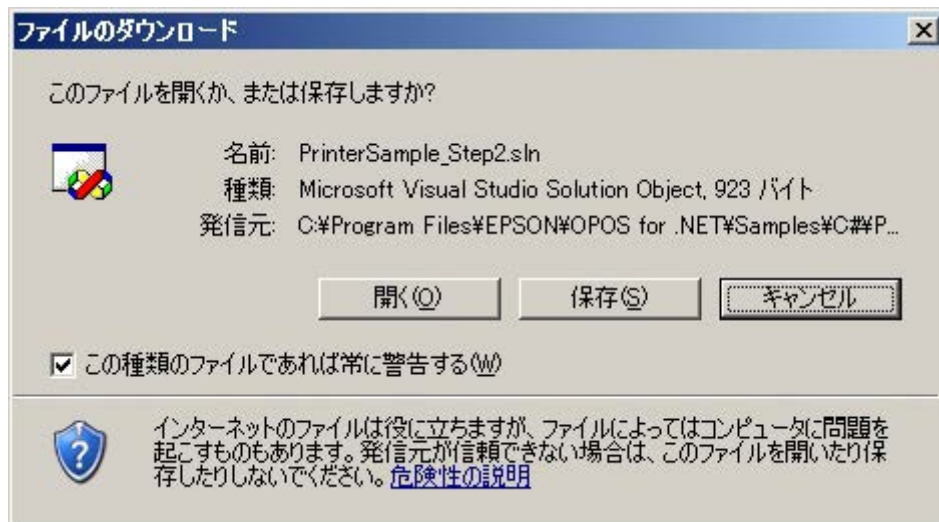 ファイルのダウンロード
このファイルを開くか、または保存しますか?
名前: PrinterSample_Step2.sln
種類: Microsoft Visual Studio Solution Object, 923 バイト
発信元: C:¥Program Files¥EPSON¥OPOS for .NET¥Samples¥C#¥P...
開く(O) 保存(S) キャンセル
この種類のファイルであれば常に警告する(W)
インターネットのファイルは役に立ちますが、ファイルによってはコンピュータに問題を
起こすものもあります。発信元が信頼できない場合は、このファイルを開いたり保
存したりしないでください。危険性の説明